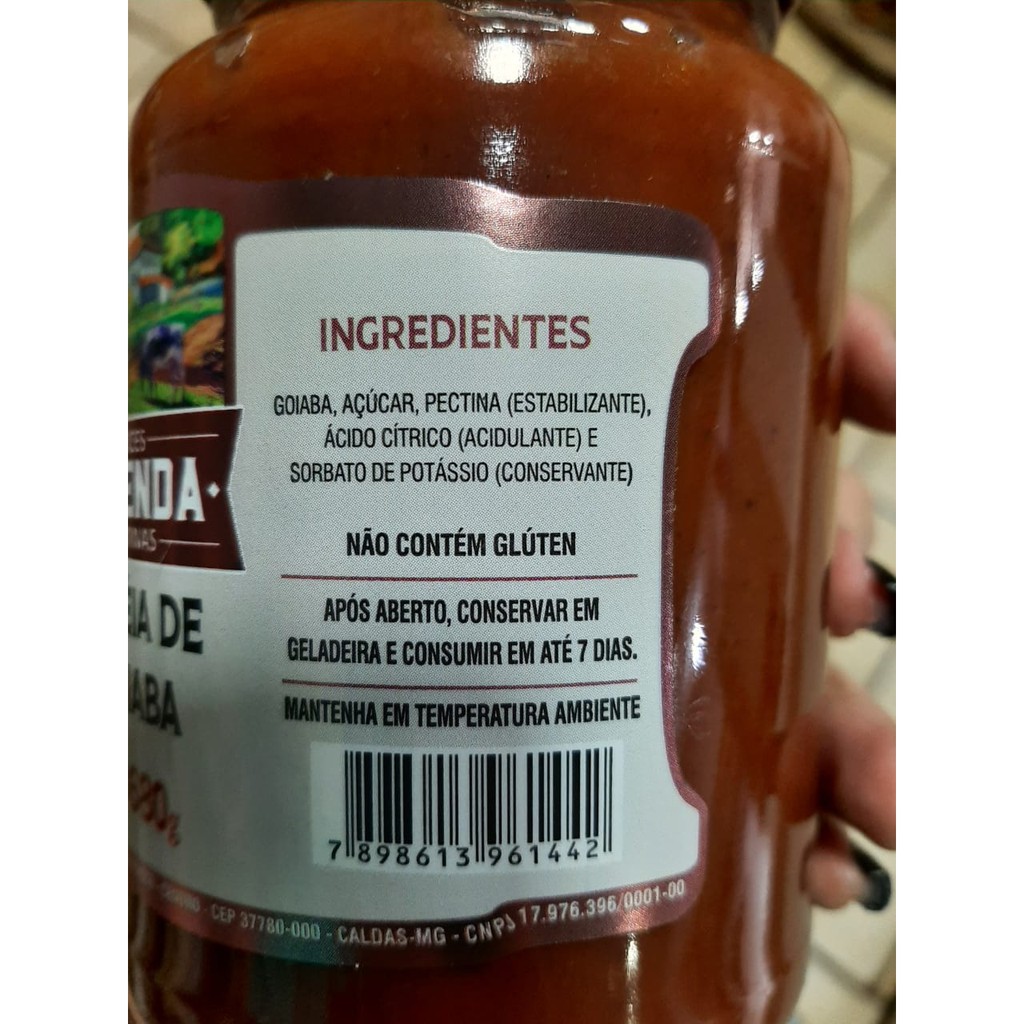 INGREDIENTES
GOIABA, AÇÚCAR, PECTINA (ESTABILIZANTE),
ÁCIDO CÍTRICO (ACIDULANTE) E
SORBATO DE POTÁSSIO (CONSERVANTE)
NÃO CONTÉM GLÚTEN
APÓS ABERTO, CONSERVAR EM
GELADEIRA E CONSUMIR EM ATÉ 7 DIAS.
MANTENHA EM TEMPERATURA AMBIENTE
7 898613 961442
- CEP 37780-000 - CALDAS-MG - CNPJ 17.976.396/0001-00
ENDA
DE
ABA